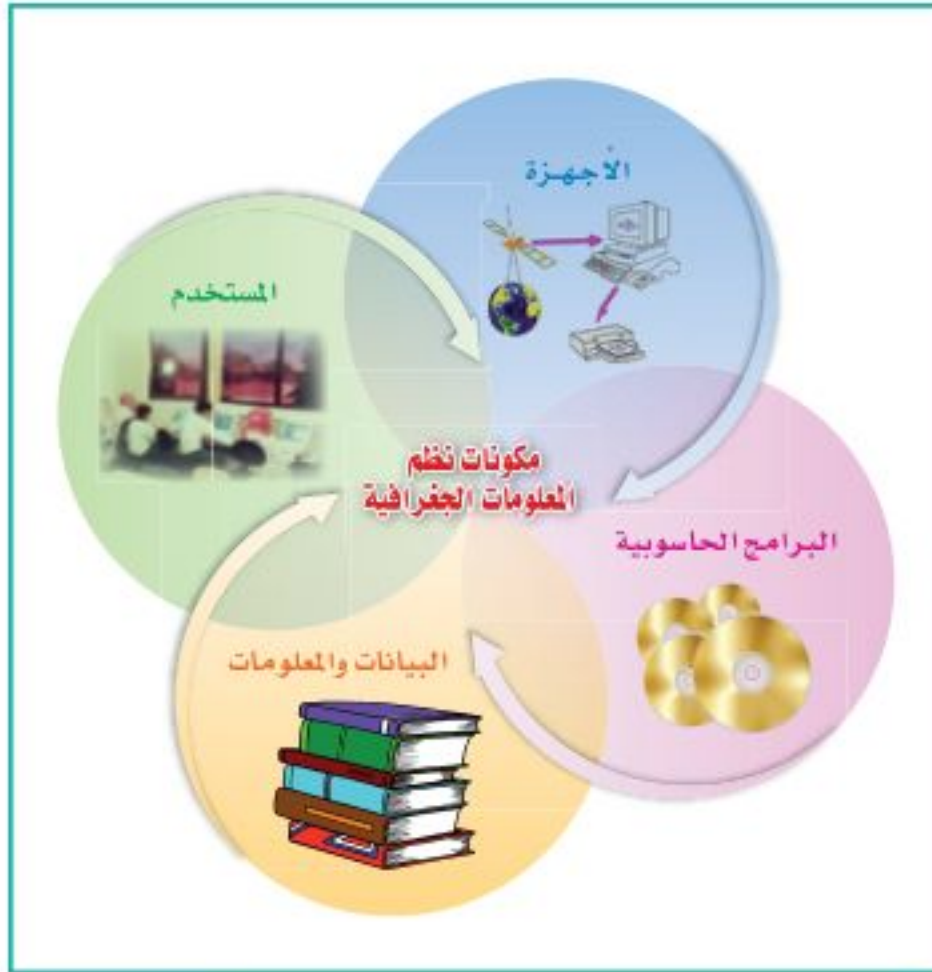 الأجهزة
المستخدم
مكونات نظم
المعلومات الجغرافية
البرامج الحاسوبية
البيانات والمعلومات